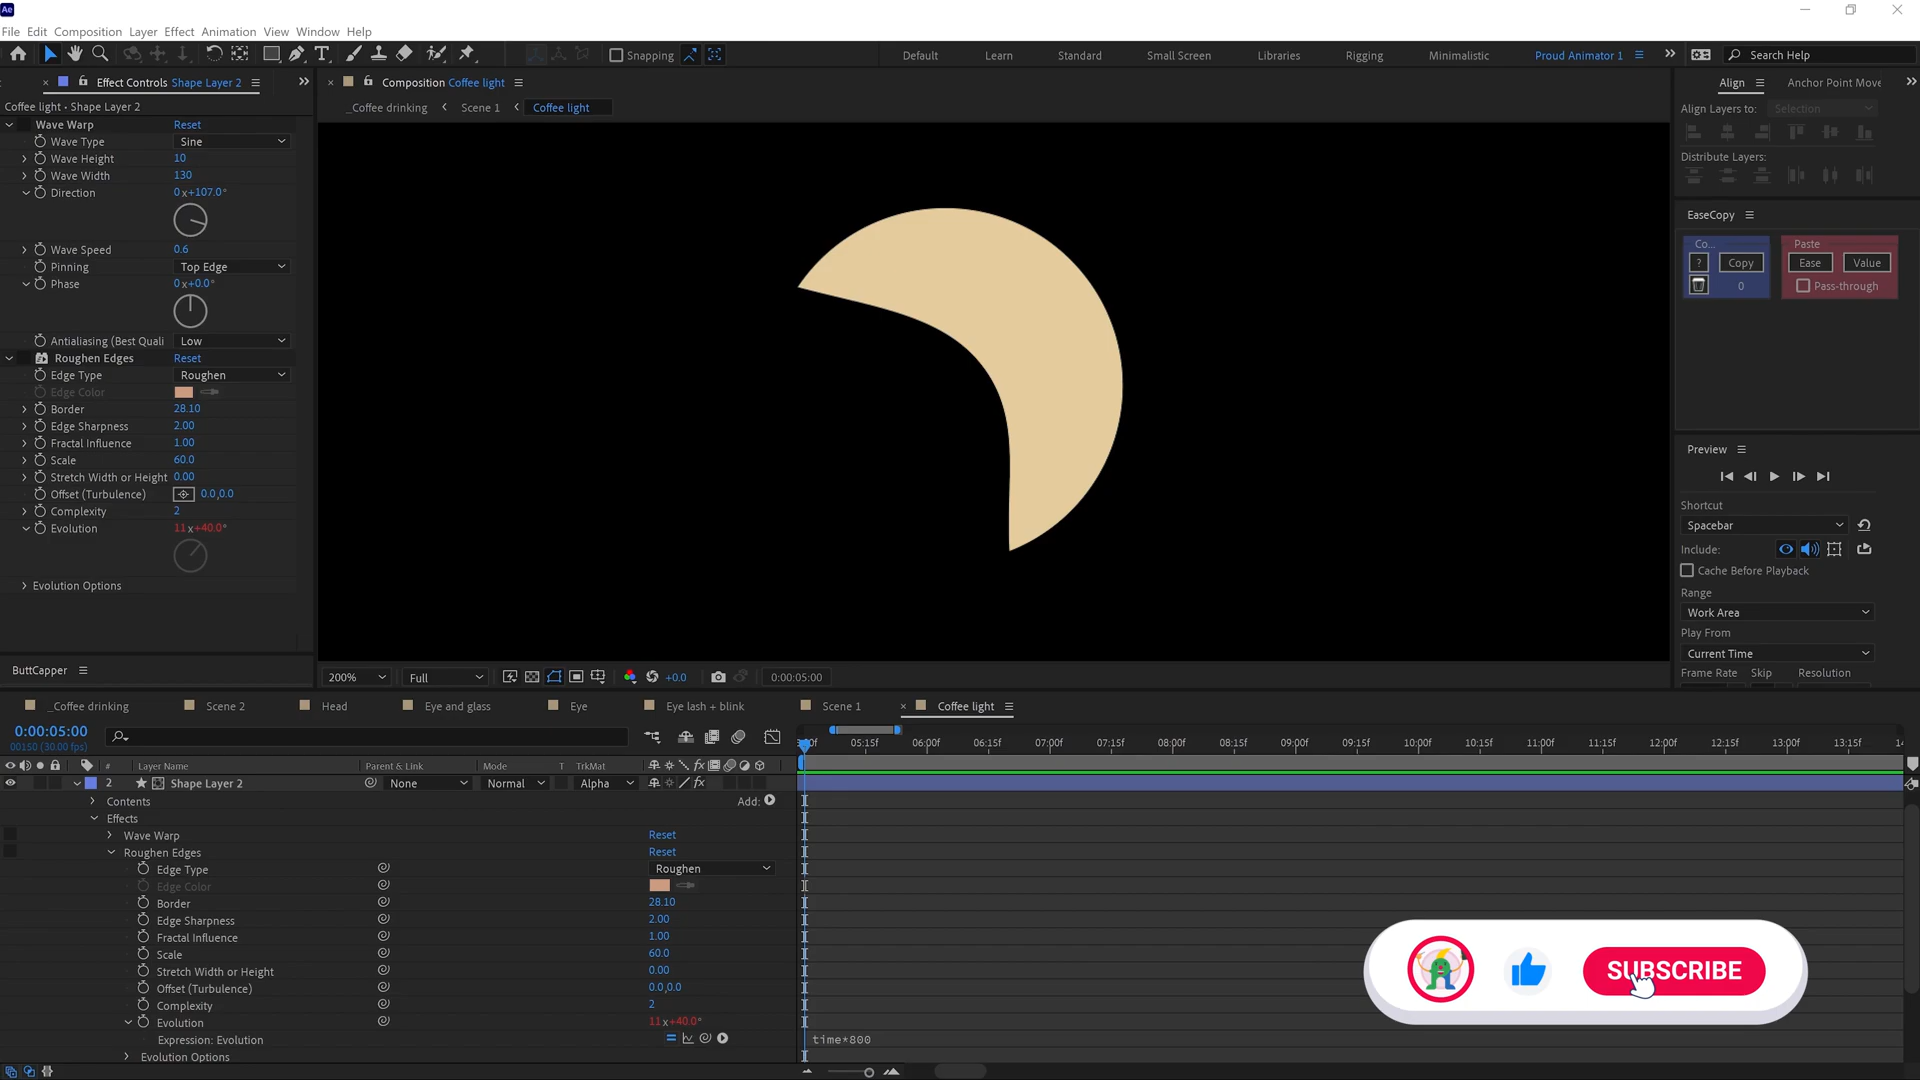 Ae
File Edit Composition Layer Effect Animation View Window Help
Snapping Default Learn Standard Small Screen Libraries Rigging Minimalistic Proud Animator 1 Search Help
Effect Controls Shape Layer 2
Coffee light • Shape Layer 2
Wave Warp Reset
Wave Type Sine
Wave Height 10
Wave Width 130
Direction 0 x+107.0°
Wave Speed 0.6
Pinning Top Edge
Phase 0 x+0.0°
Antialiasing (Best Quali Low
Roughen Edges Reset
Edge Type Roughen
Edge Color
Border 28.10
Edge Sharpness 2.00
Fractal Influence 1.00
Scale 60.0
Stretch Width or Height 0.00
Offset (Turbulence) 0.0,0.0
Complexity 2
Evolution 11 x+40.0°
Evolution Options
ButtCapper
Composition Coffee light
_Coffee drinking Scene 1 Coffee light
200% Full +0.0 0:00:05:00
Align Anchor Point Move
Align Layers to: Selection
Distribute Layers:
EaseCopy
Co... Paste
? Copy Ease Value
0 Pass-through
Preview
Shortcut
Spacebar
Include:
Cache Before Playback
Range
Work Area
Play From
Current Time
Frame Rate Skip Resolution
_Coffee drinking Scene 2 Head Eye and glass Eye Eye lash + blink Scene 1 Coffee light
0:00:05:00
00150 (30.00 fps)
:00f 05:15f 06:00f 06:15f 07:00f 07:15f 08:00f 08:15f 09:00f 09:15f 10:00f 10:15f 11:00f 11:15f 12:00f 12:15f 13:00f 13:15f 14
# Layer Name Parent & Link Mode T TrkMat
2 Shape Layer 2 None Normal Alpha
Contents Add:
Effects
Wave Warp Reset
Roughen Edges Reset
Edge Type Roughen
Edge Color
Border 28.10
Edge Sharpness 2.00
Fractal Influence 1.00
Scale 60.0
Stretch Width or Height 0.00
Offset (Turbulence) 0.0,0.0
Complexity 2
Evolution 11 x+40.0°
Expression: Evolution time*800
Evolution Options
SUBSCRIBE